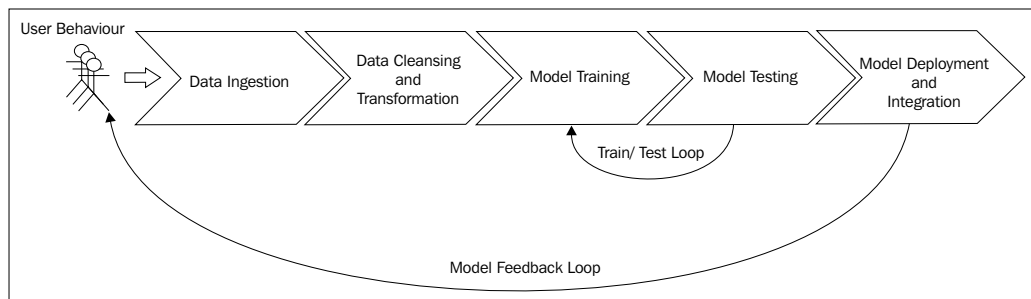 User Behaviour
Data Ingestion
Data Cleansing
and
Transformation
Model Training
Model Testing
Model Deployment
and
Integration
Train/ Test Loop
Model Feedback Loop